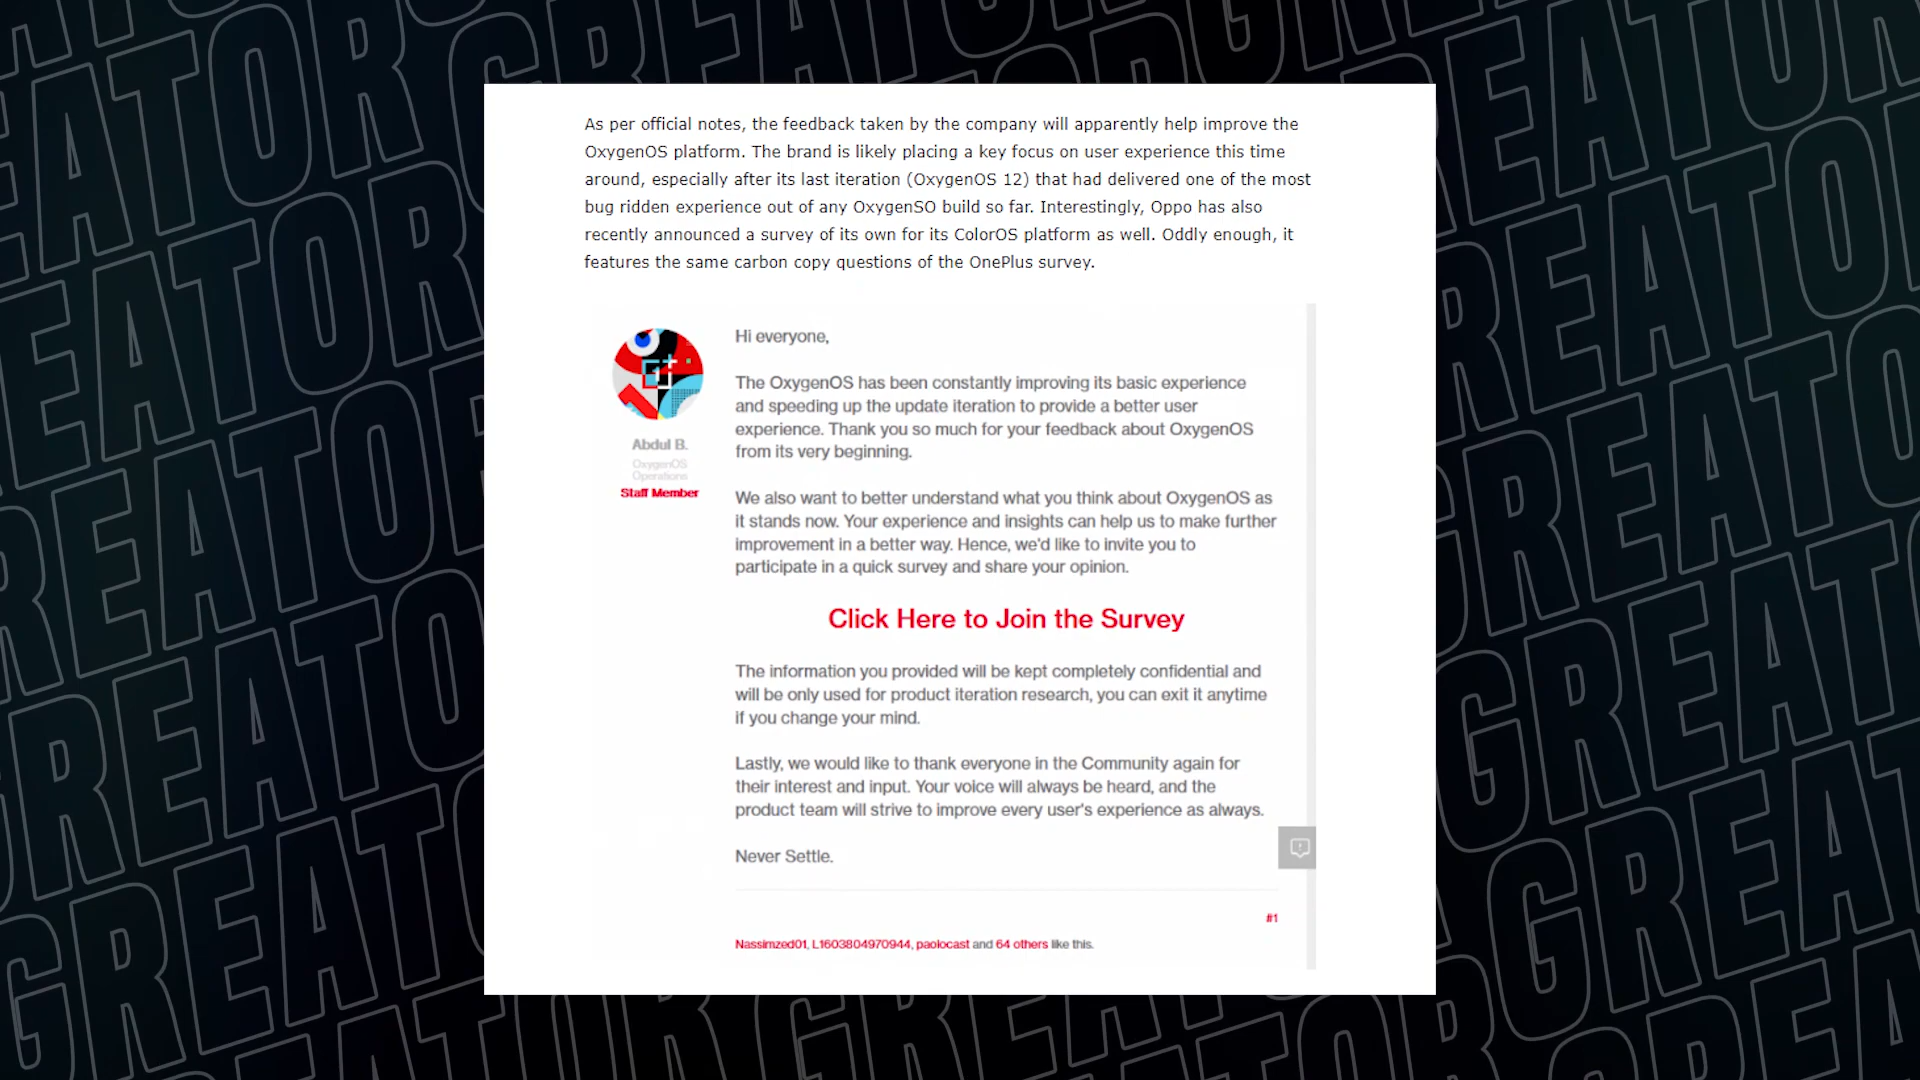 As per official notes, the feedback taken by the company will apparently help improve the
OxygenOS platform. The brand is likely placing a key focus on user experience this time
around, especially after its last iteration (OxygenOS 12) that had delivered one of the most
bug ridden experience out of any OxygenSO build so far. Interestingly, Oppo has also
recently announced a survey of its own for its ColorOS platform as well. Oddly enough, it
features the same carbon copy questions of the OnePlus survey.
Abdul B.
OxygenOS
Operations
Staff Member
Hi everyone,
The OxygenOS has been constantly improving its basic experience
and speeding up the update iteration to provide a better user
experience. Thank you so much for your feedback about OxygenOS
from its very beginning.
We also want to better understand what you think about OxygenOS as
it stands now. Your experience and insights can help us to make further
improvement in a better way. Hence, we'd like to invite you to
participate in a quick survey and share your opinion.
Click Here to Join the Survey
The information you provided will be kept completely confidential and
will be only used for product iteration research, you can exit it anytime
if you change your mind.
Lastly, we would like to thank everyone in the Community again for
their interest and input. Your voice will always be heard, and the
product team will strive to improve every user's experience as always.
Never Settle.
#1
Nassimzed01, L1603804970944, paolocast and 64 others like this.